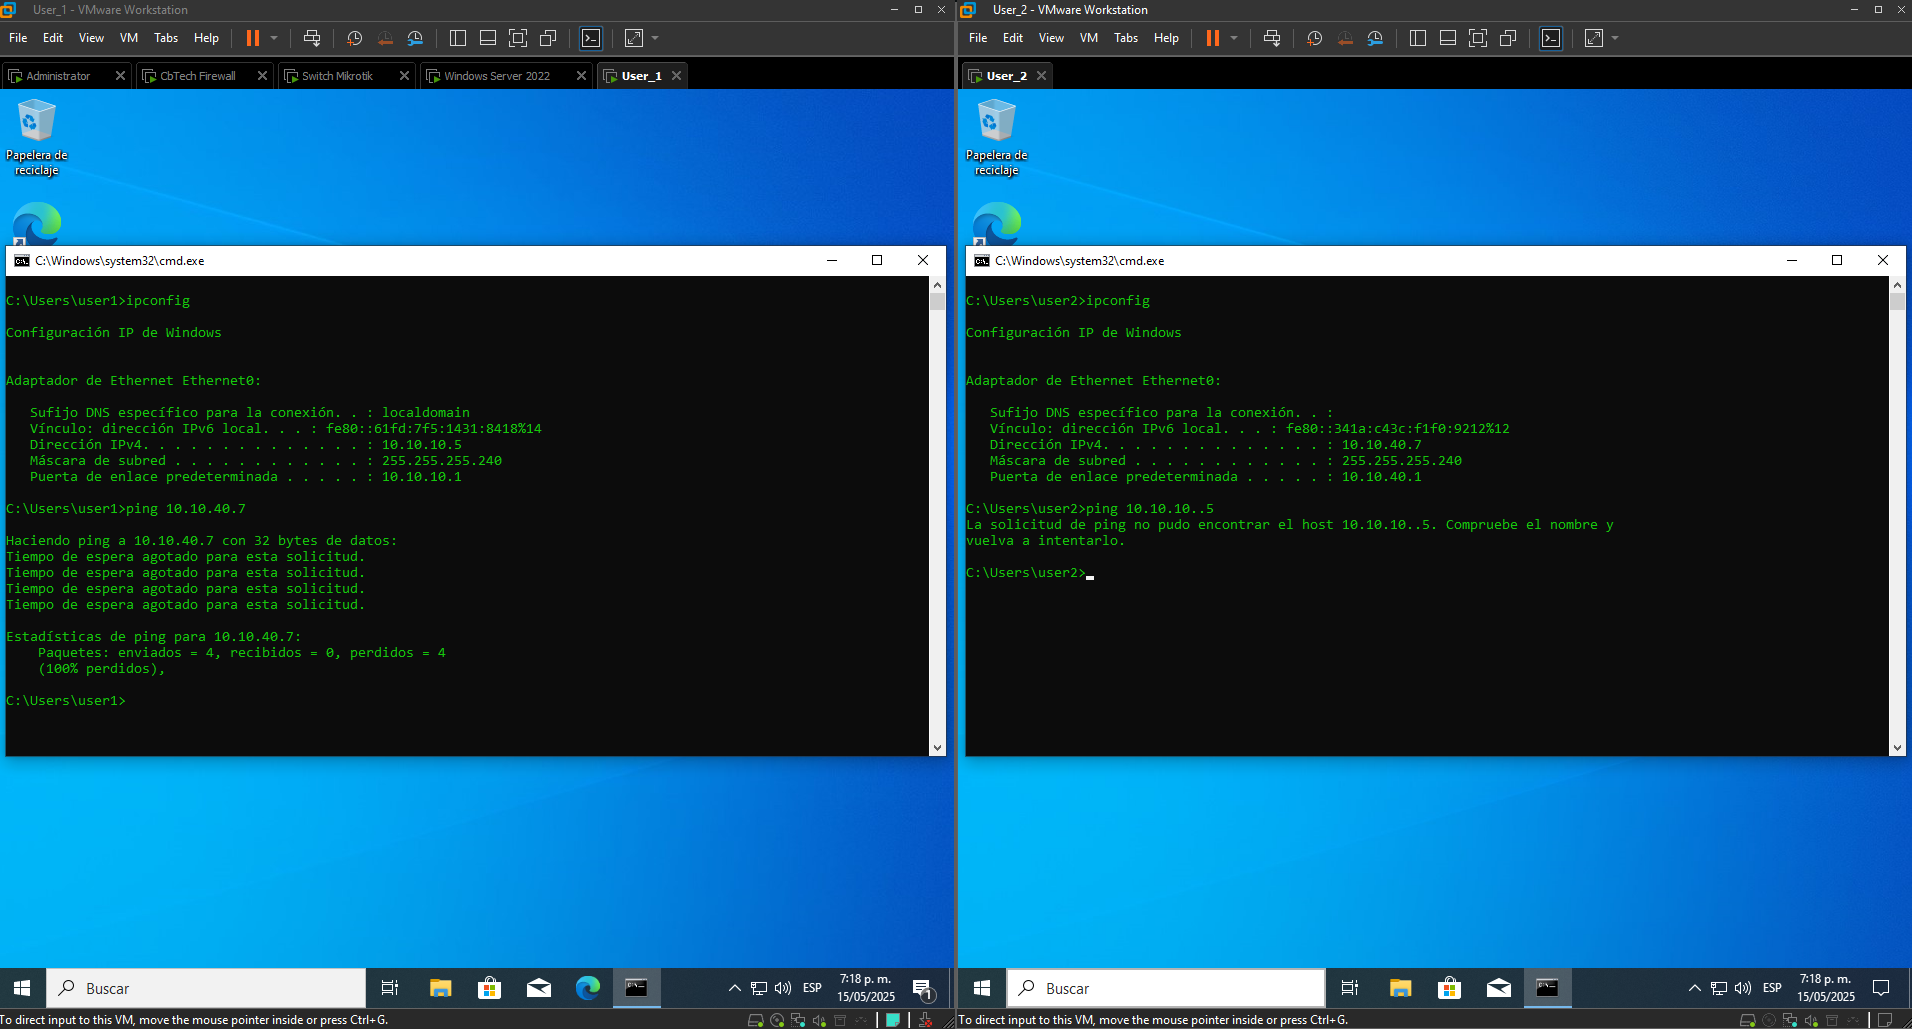 User_1 - VMware Workstation
File Edit View VM Tabs Help
Administrator
CbTech Firewall
Switch Mikrotik
Windows Server 2022
User_1
Papelera de
reciclaje
C:\Windows\system32\cmd.exe
C:\Users\user1>ipconfig
Configuración IP de Windows
Adaptador de Ethernet Ethernet0:
Sufijo DNS específico para la conexión. . : localdomain
Vínculo: dirección IPv6 local. . . : fe80::61fd:7f5:1431:8418%14
Dirección IPv4. . . . . . . . . . . . . . : 10.10.10.5
Máscara de subred . . . . . . . . . . . . : 255.255.255.240
Puerta de enlace predeterminada . . . . . : 10.10.10.1
C:\Users\user1>ping 10.10.40.7
Haciendo ping a 10.10.40.7 con 32 bytes de datos:
Tiempo de espera agotado para esta solicitud.
Tiempo de espera agotado para esta solicitud.
Tiempo de espera agotado para esta solicitud.
Tiempo de espera agotado para esta solicitud.
Estadísticas de ping para 10.10.40.7:
Paquetes: enviados = 4, recibidos = 0, perdidos = 4
(100% perdidos),
C:\Users\user1>
Buscar
ESP
7:18 p. m.
15/05/2025
1
To direct input to this VM, move the mouse pointer inside or press Ctrl+G.
User_2 - VMware Workstation
File Edit View VM Tabs Help
User_2
Papelera de
reciclaje
C:\Windows\system32\cmd.exe
C:\Users\user2>ipconfig
Configuración IP de Windows
Adaptador de Ethernet Ethernet0:
Sufijo DNS específico para la conexión. . :
Vínculo: dirección IPv6 local. . . : fe80::341a:c43c:f1f0:9212%12
Dirección IPv4. . . . . . . . . . . . . . : 10.10.40.7
Máscara de subred . . . . . . . . . . . . : 255.255.255.240
Puerta de enlace predeterminada . . . . . : 10.10.40.1
C:\Users\user2>ping 10.10.10..5
La solicitud de ping no pudo encontrar el host 10.10.10..5. Compruebe el nombre y
vuelva a intentarlo.
C:\Users\user2>
Buscar
ESP
7:18 p. m.
15/05/2025
To direct input to this VM, move the mouse pointer inside or press Ctrl+G.